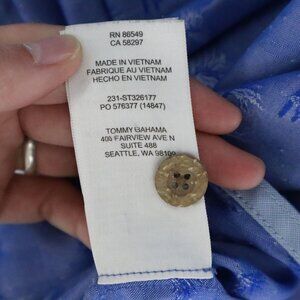 RN 86549
CA 58297
MADE IN VIETNAM
FABRIQUE AU VIETNAM
HECHO EN VIETNAM
231-ST326177
PO 576377 (14847)
TOMMY BAHAMA
400 FAIRVIEW AVE N
SUITE 488
SEATTLE, WA 98109